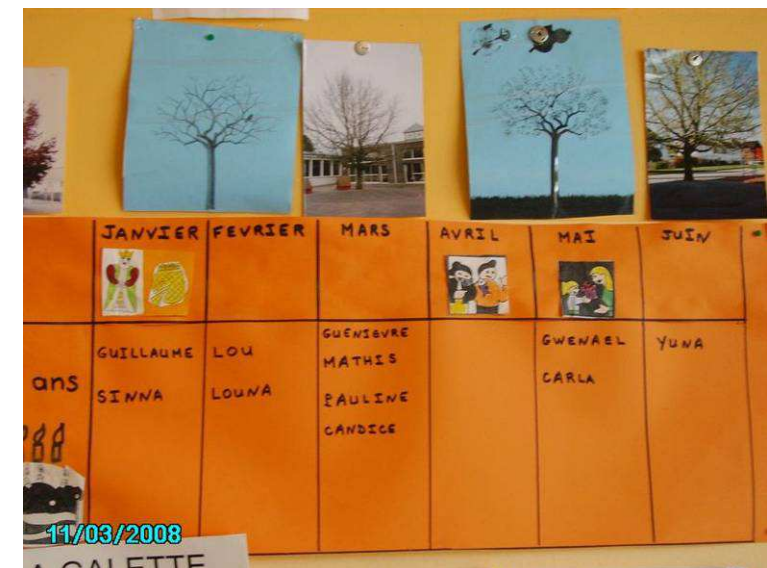 JANVIER FEVRIER MARS AVRIL MAI JUIN
ans
GUILLAUME
SINNA
LOU
LOUNA
GUENIEVRE
MATHIS
PAULINE
CANDICE
GWENAEL
CARLA
YUNA
11/03/2008
A GALETTE